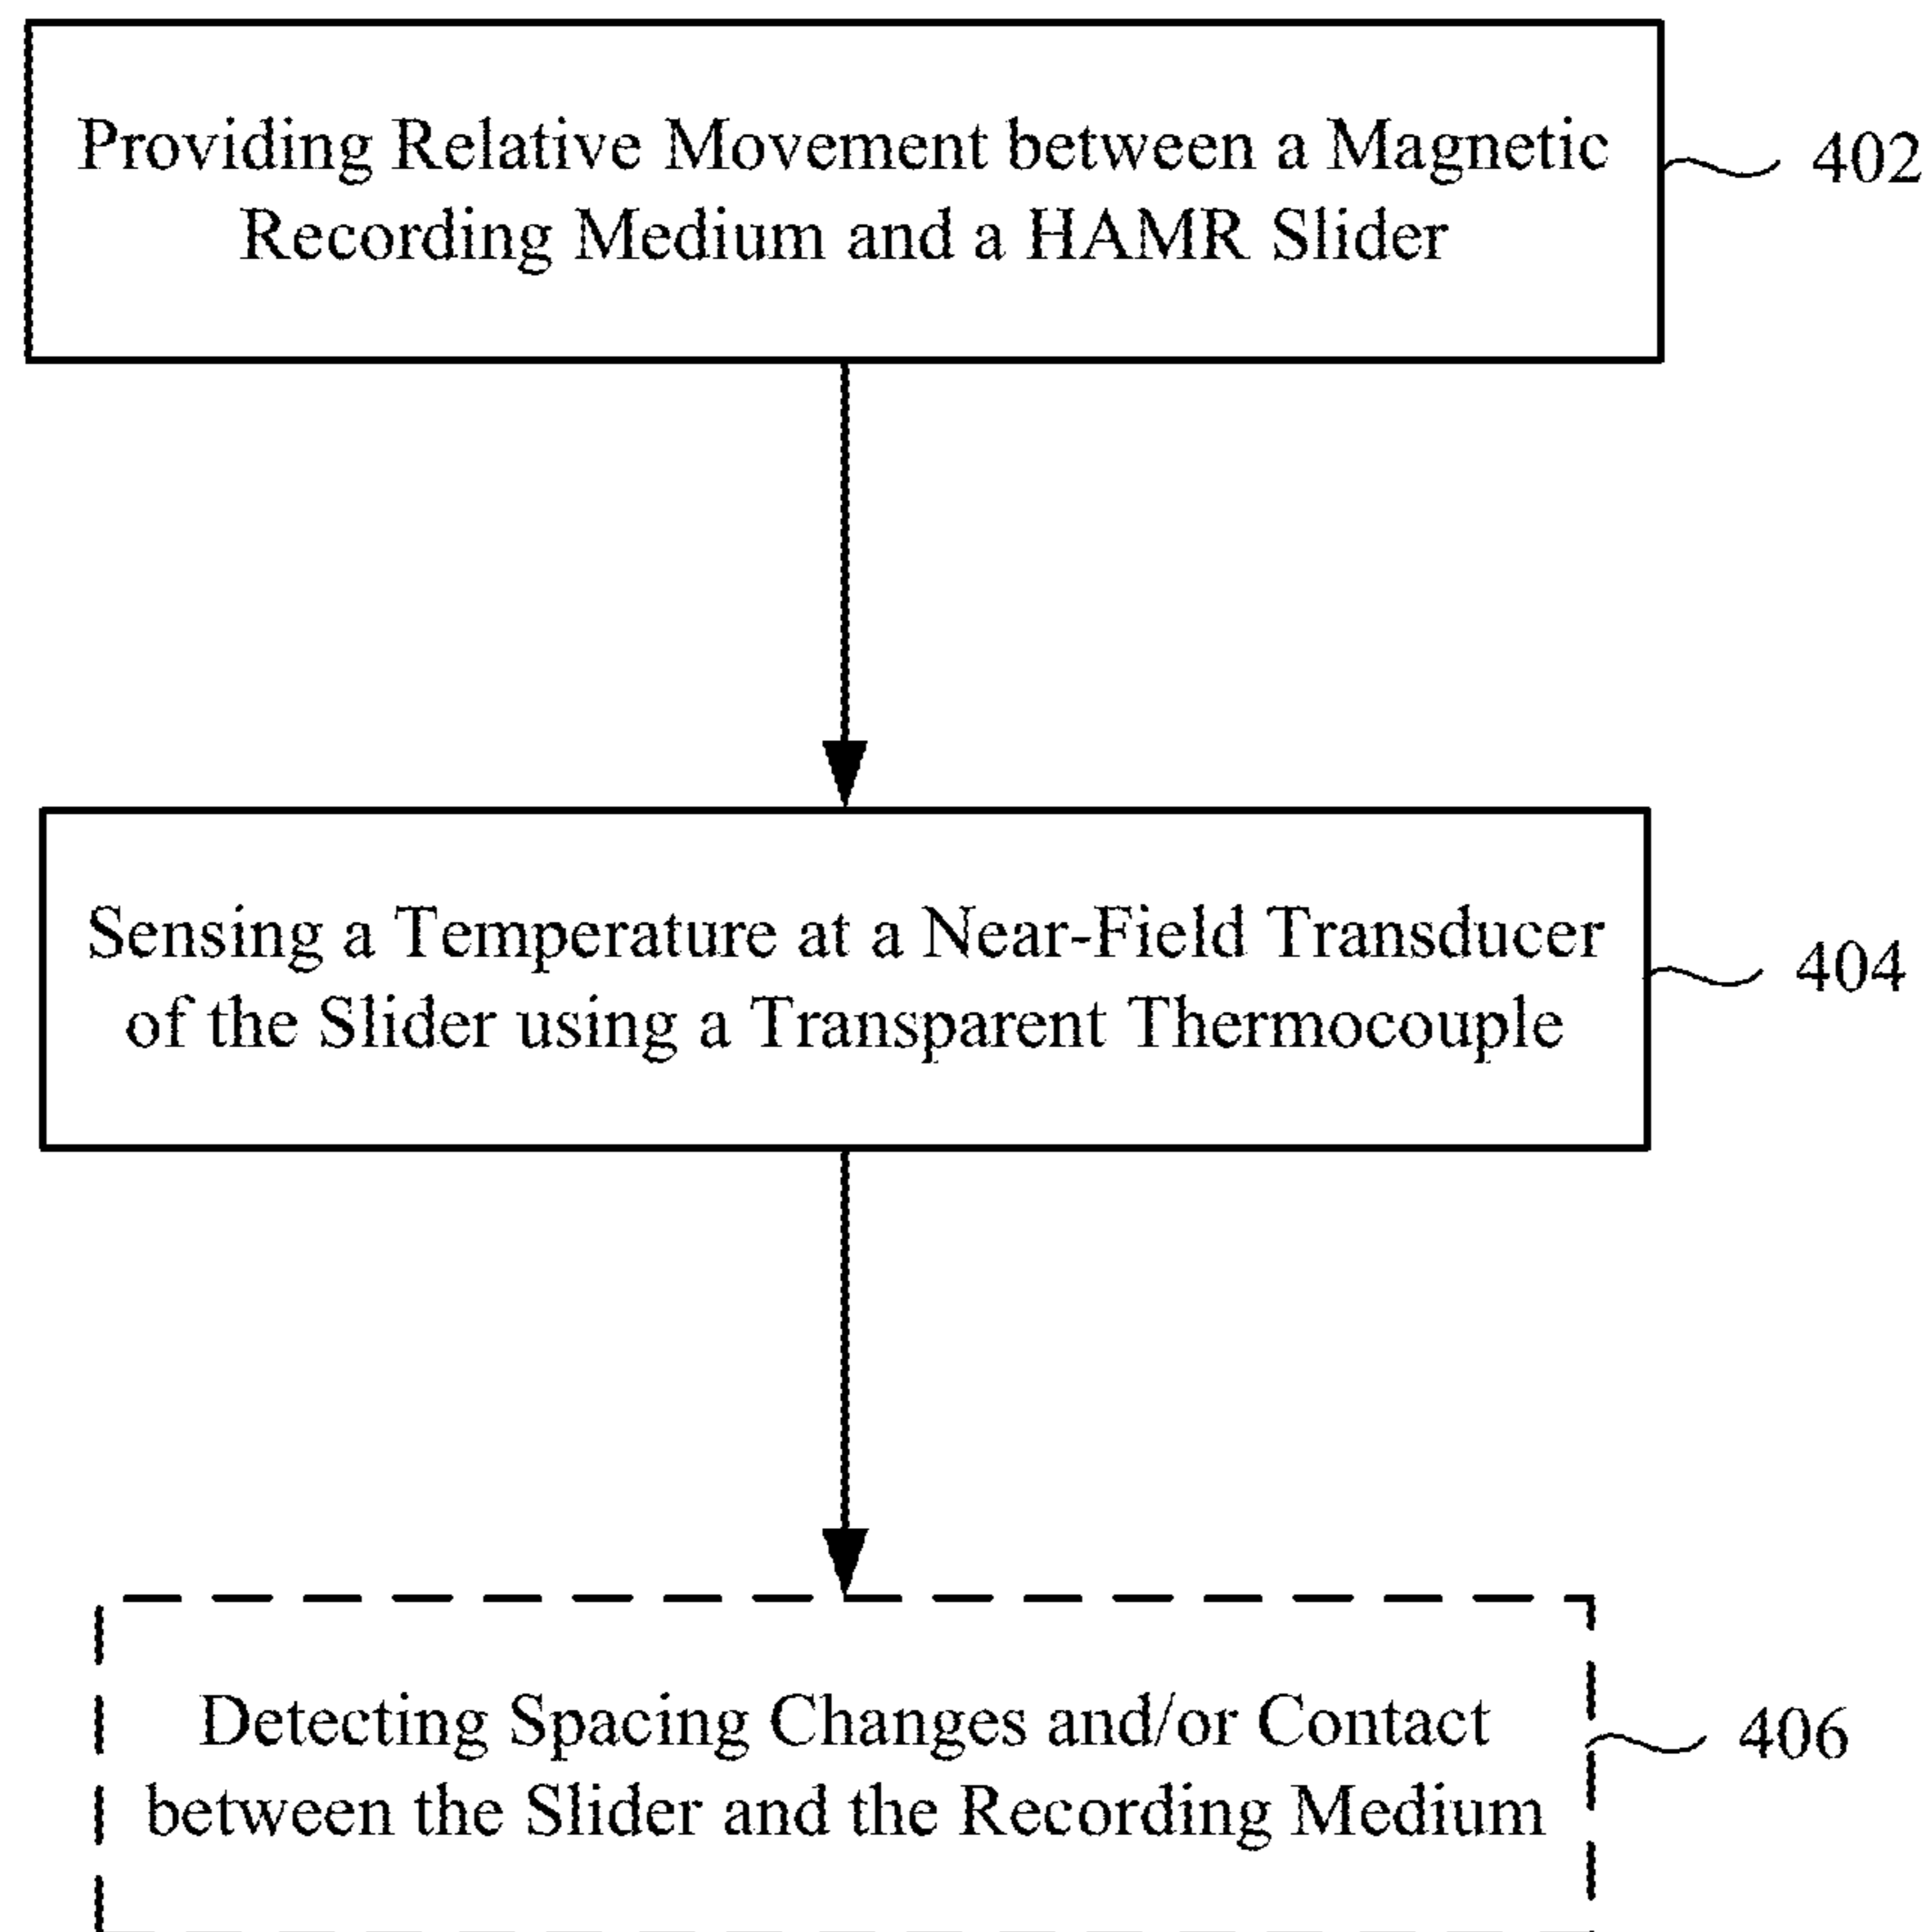 Providing Relative Movement between a Magnetic
Recording Medium and a HAMR Slider
402
Sensing a Temperature at a Near-Field Transducer
of the Slider using a Transparent Thermocouple
404
Detecting Spacing Changes and/or Contact
between the Slider and the Recording Medium
406